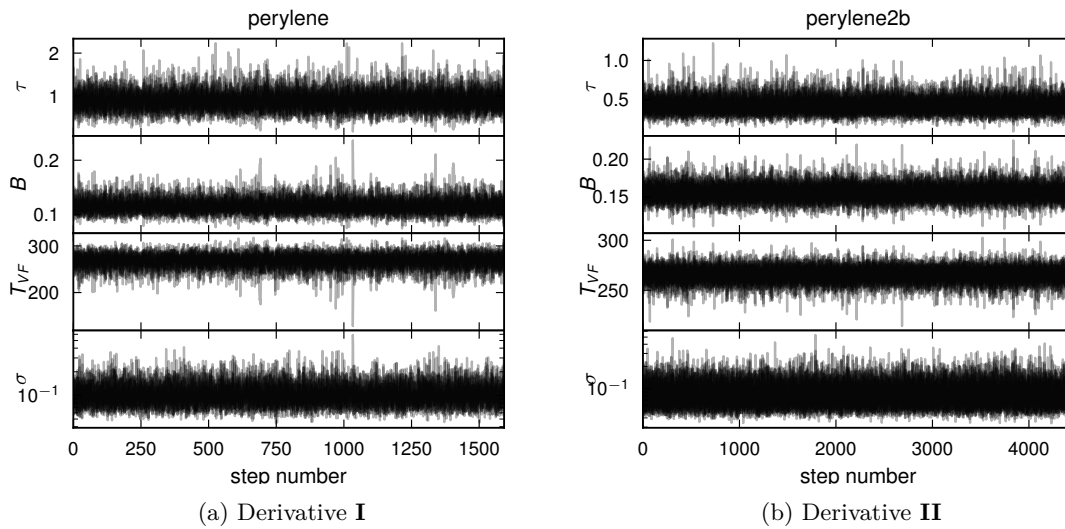 perylene
τ
2
1
B
0.2
0.1
T_VF
300
200
σ
10⁻¹
0 250 500 750 1000 1250 1500
step number
(a) Derivative I
perylene2b
τ
1.0
0.5
B
0.20
0.15
T_VF
300
250
σ
10⁻¹
0 1000 2000 3000 4000
step number
(b) Derivative II